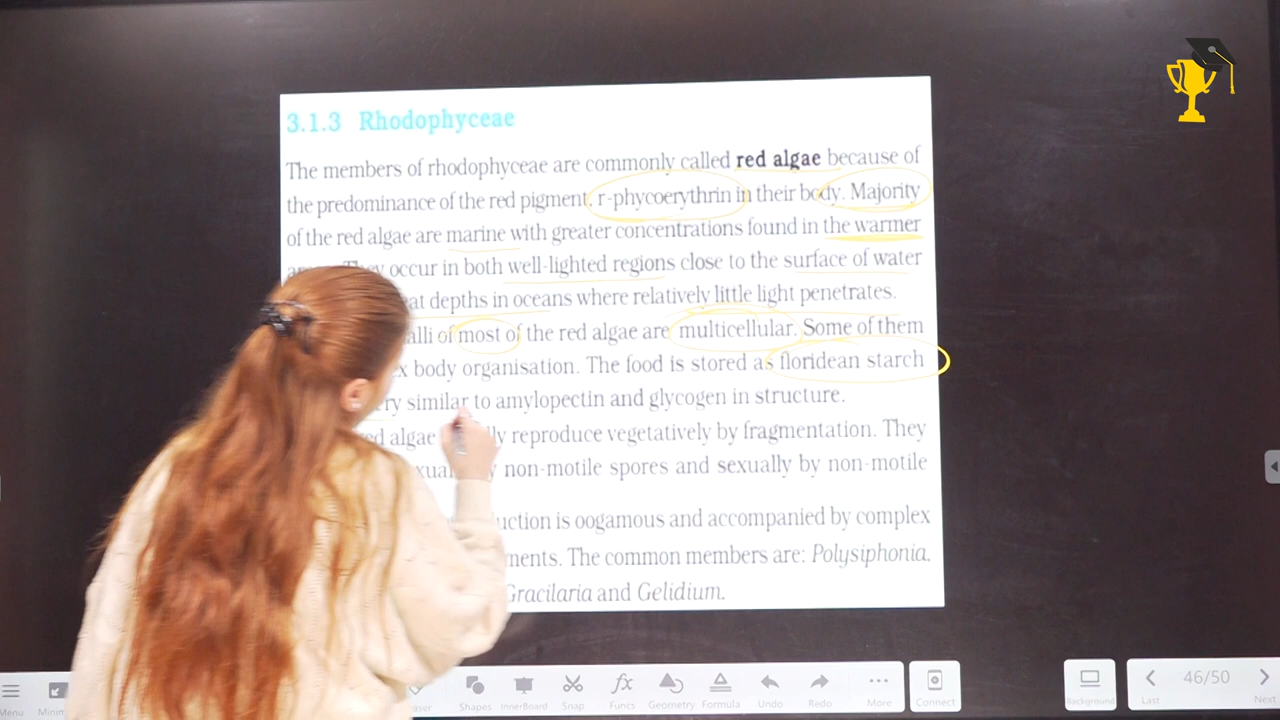 3.1.3 Rhodophyceae
The members of rhodophyceae are commonly called red algae because of
the predominance of the red pigment, r-phycoerythrin in their body. Majority
of the red algae are marine with greater concentrations found in the warmer
They occur in both well-lighted regions close to the surface of water
at depths in oceans where relatively little light penetrates.
of most of the red algae are multicellular. Some of them
body organisation. The food is stored as floridean starch
similar to amylopectin and glycogen in structure.
algae reproduce vegetatively by fragmentation. They
non-motile spores and sexually by non-motile
is oogamous and accompanied by complex
The common members are: Polysiphonia,
Gracilaria and Gelidium.
Menu
Shapes InnerBoard Snap Funcs Geometry Formula Undo Redo More Connect Background Last 46/50 Next